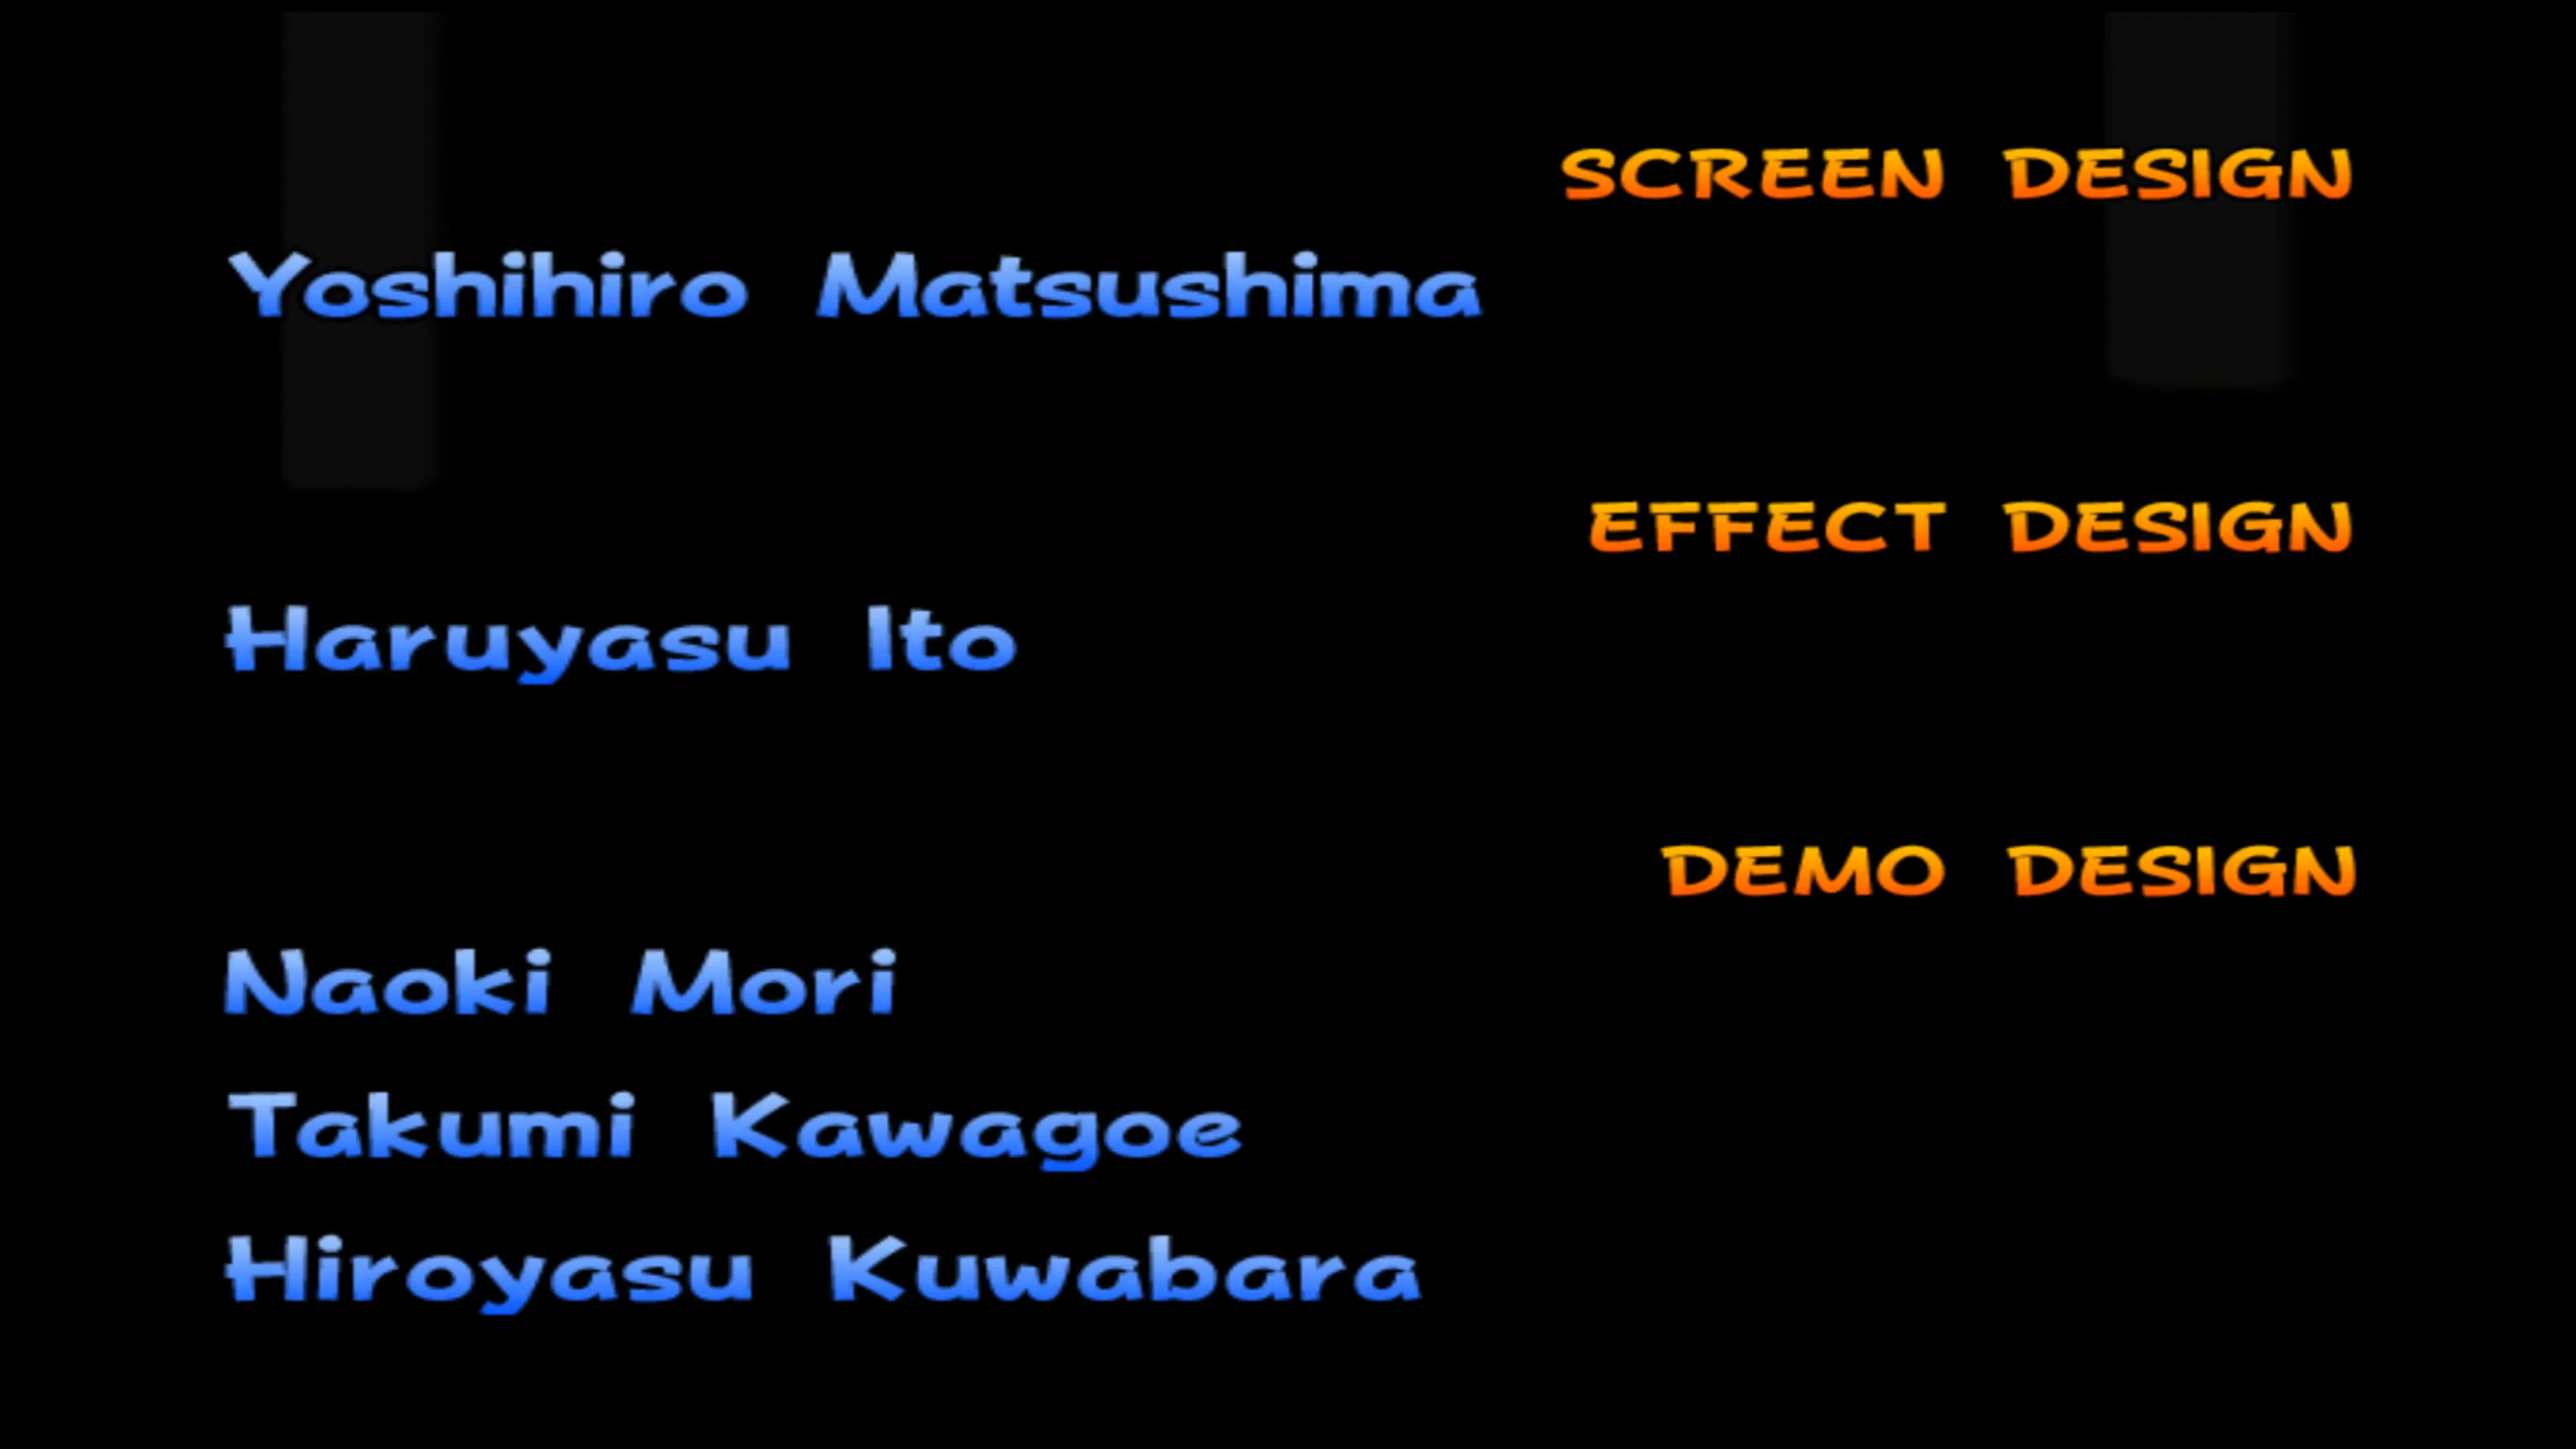 SCREEN DESIGN
Yoshihiro Matsushima
EFFECT DESIGN
Haruyasu Ito
DEMO DESIGN
Naoki Mori
Takumi Kawagoe
Hiroyasu Kuwabara